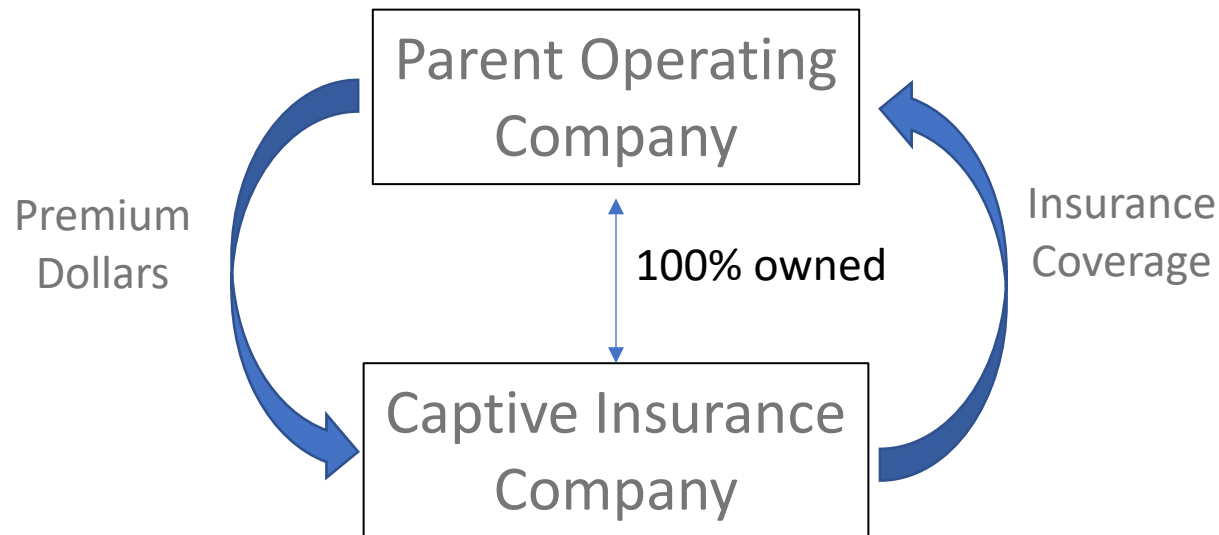 Parent Operating
Company
Premium
Dollars
100% owned
Insurance
Coverage
Captive Insurance
Company